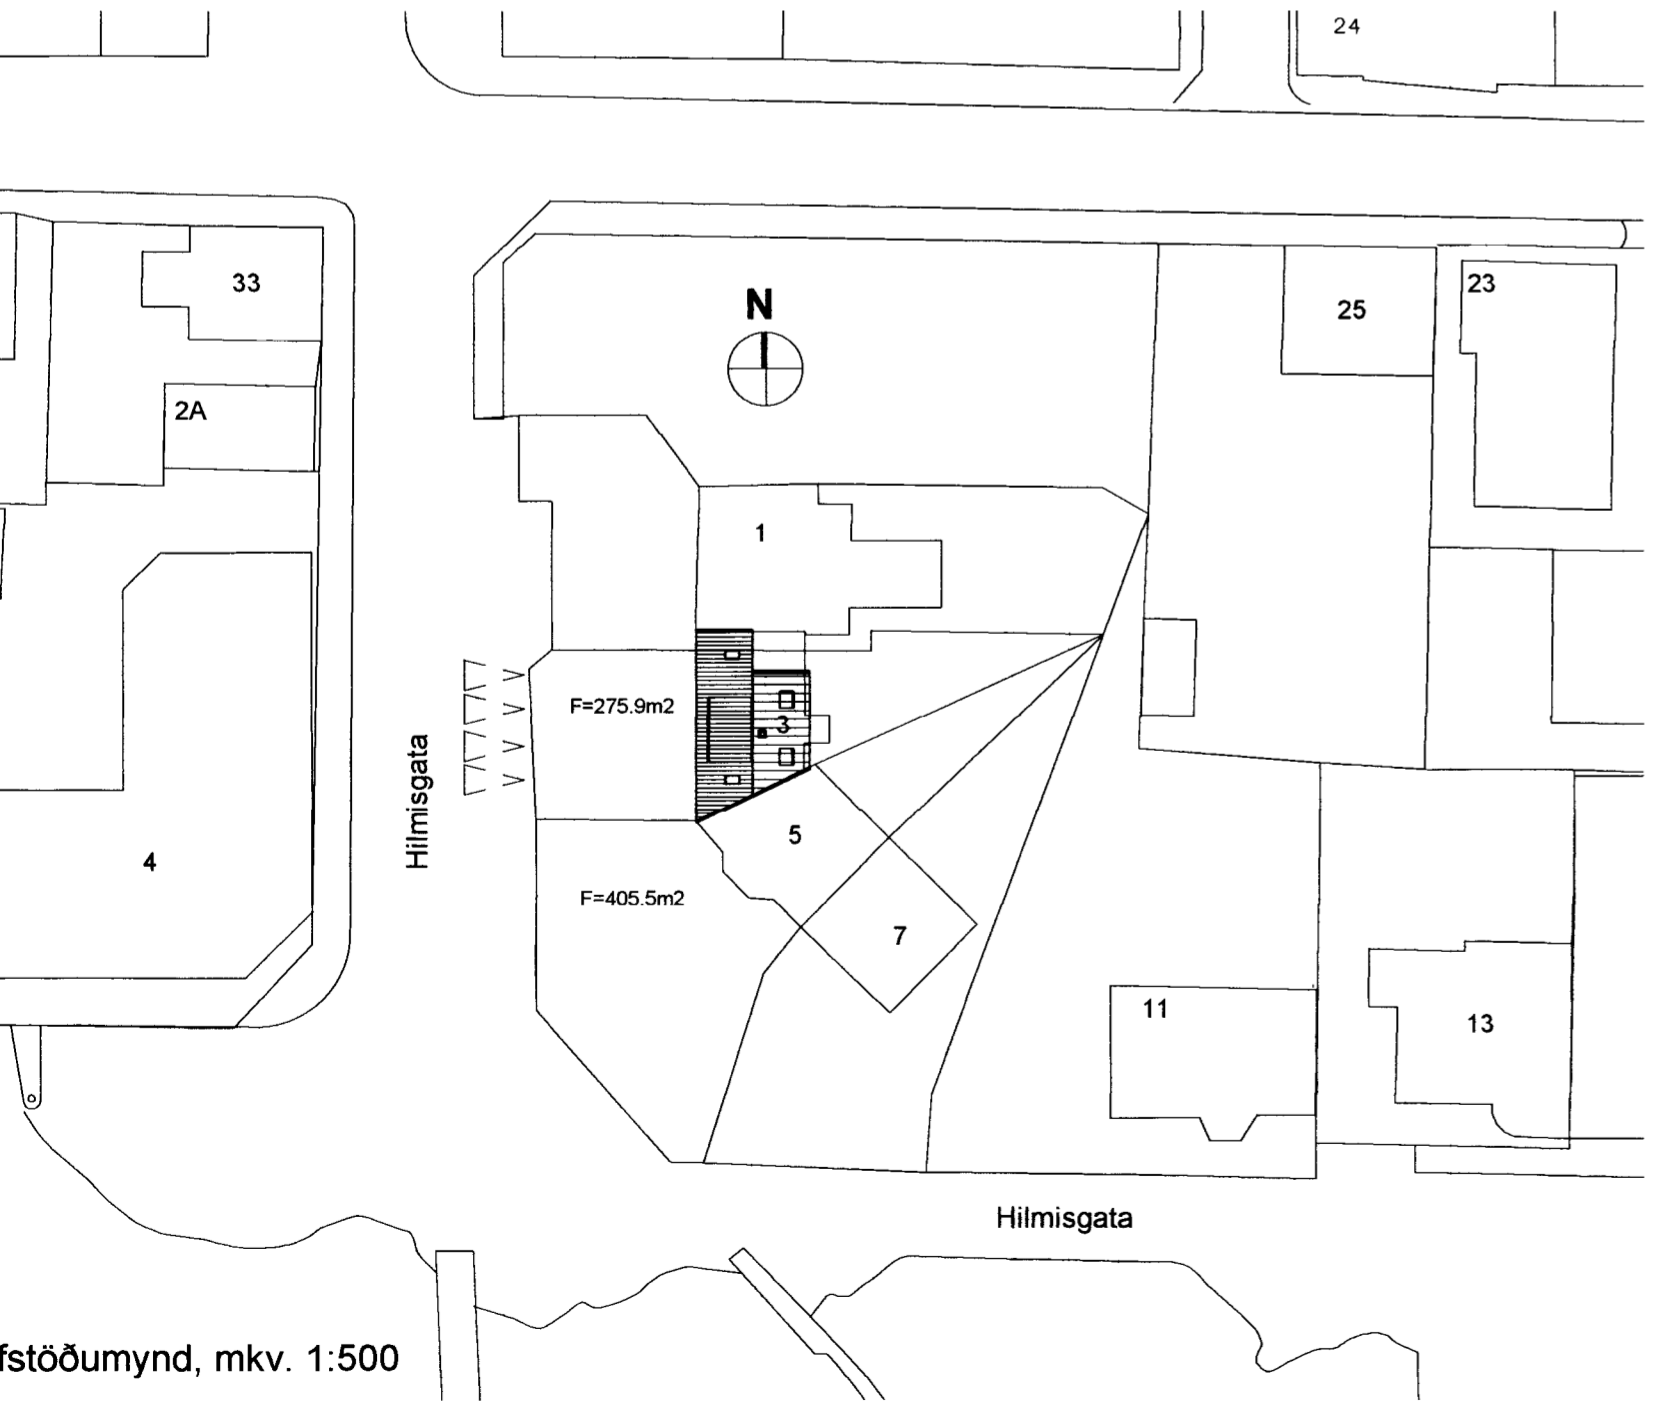 24
33
N
25
23
2A
1
F=275.9m2
3
Hilmisgata
5
4
F=405.5m2
7
11
13
Hilmisgata
fstöðumynd, mkv. 1:500